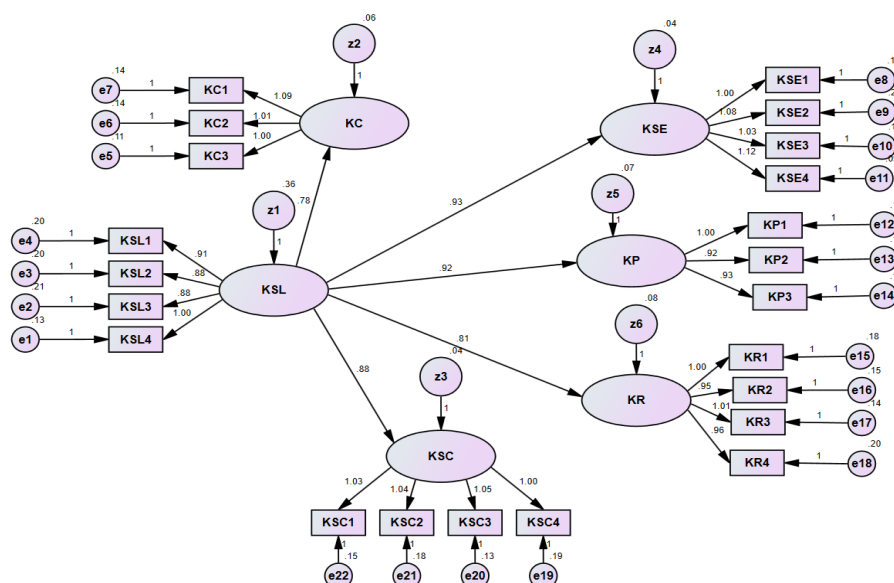 .06
z2
1
.14
e7
1
KC1
1.09
.14
e6
1
KC2
1.01
.11
e5
1
KC3
1.00
KC
.78
.04
z4
1
KSE
1.00
KSE1
1
e8
1.08
KSE2
1
e9
1.03
KSE3
1
e10
1.12
KSE4
1
e11
.93
.36
z1
1
KSL
.20
e4
1
KSL1
.91
.20
e3
1
KSL2
.88
.21
e2
1
KSL3
.88
.13
e1
1
KSL4
1.00
.07
z5
1
KP
.92
1.00
KP1
1
e12
.92
KP2
1
e13
.93
KP3
1
e14
.08
z6
1
KR
.81
1.00
KR1
1
e15
.18
.95
KR2
1
e16
.15
1.01
KR3
1
e17
.14
.96
KR4
1
e18
.20
.04
z3
1
.88
KSC
1.03
1.04
1.05
1.00
KSC1
KSC2
KSC3
KSC4
1
1
1
1
.15
.18
.13
.19
e22
e21
e20
e19